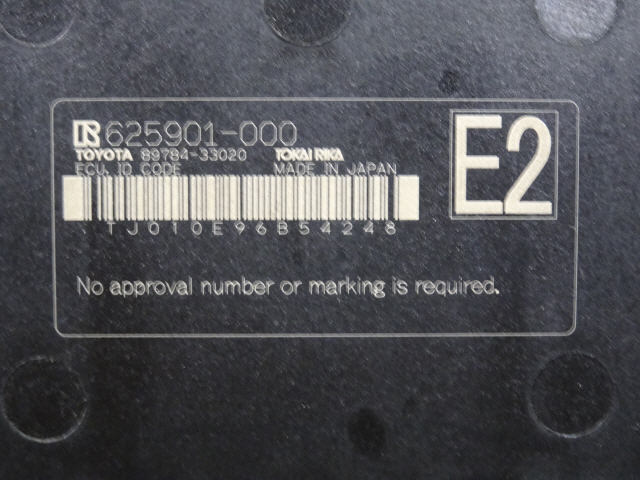 625901-000
E2
TOYOTA 89784-33020 TOKAI RIKA
ECU, ID CODE MADE IN JAPAN
TJ010E96B54248
No approval number or marking is required.